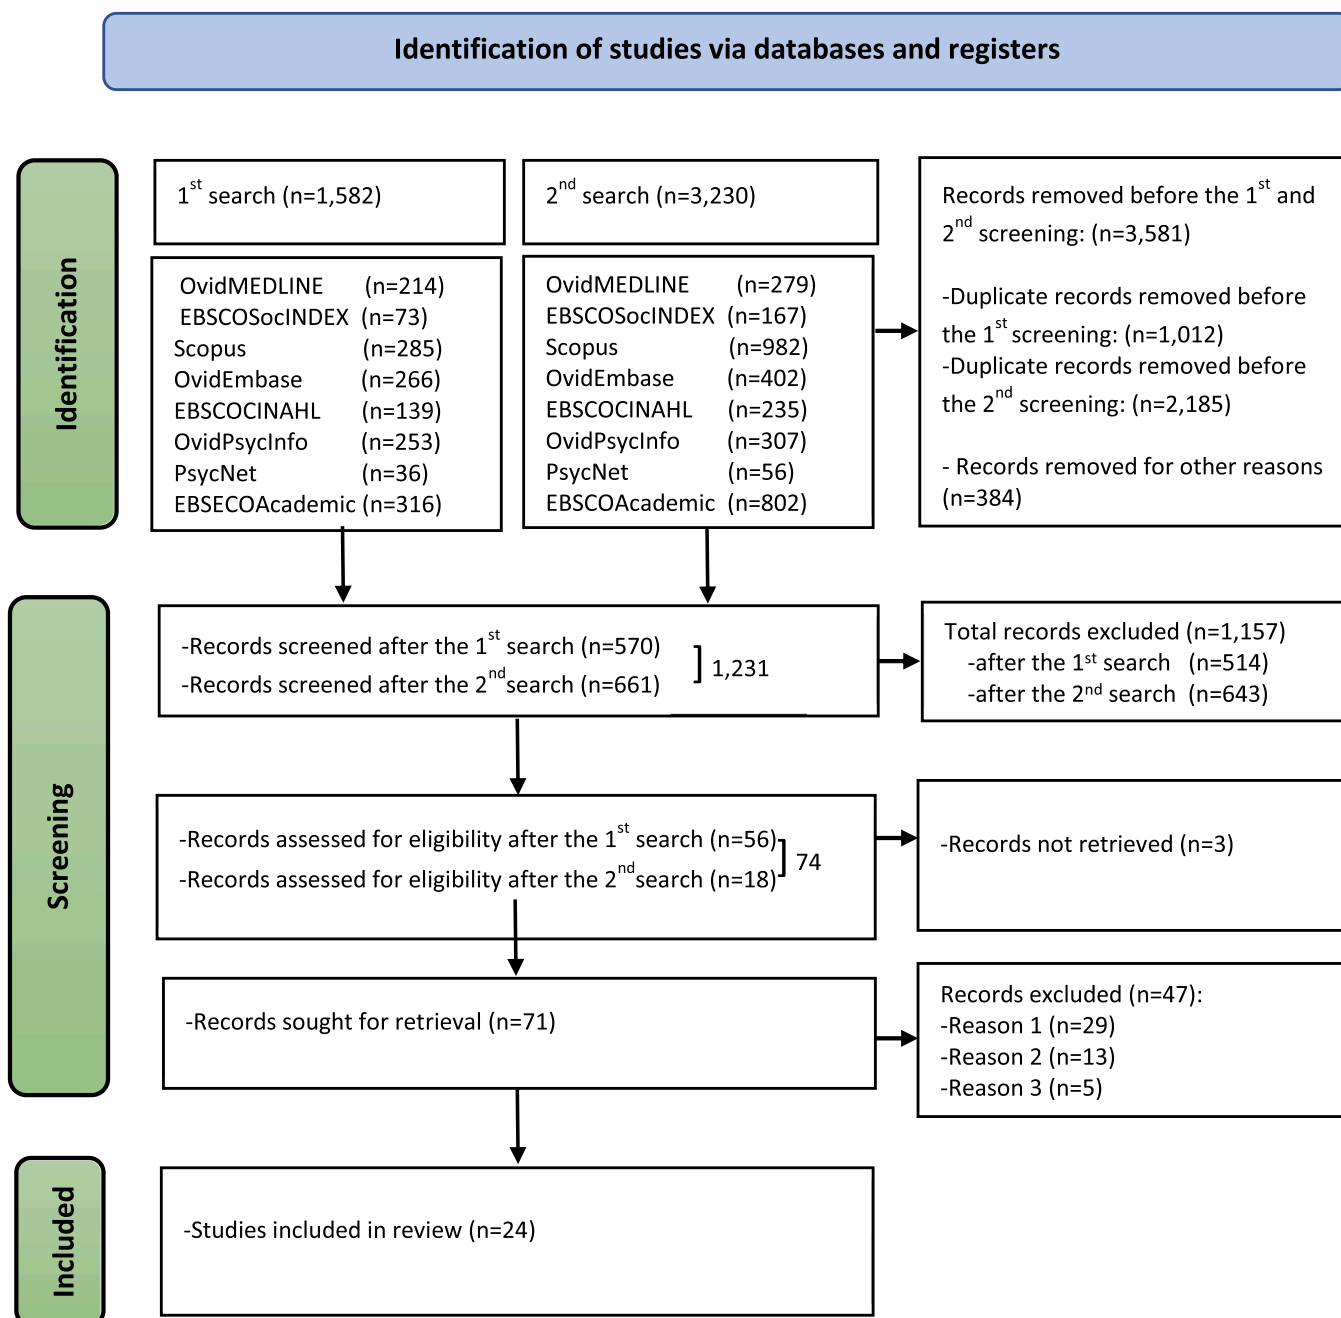 Identification of studies via databases and registers
Identification
1st search (n=1,582)
2nd search (n=3,230)
OvidMEDLINE (n=214)
EBSCOSocINDEX (n=73)
Scopus (n=285)
OvidEmbase (n=266)
EBSCOCINAHL (n=139)
OvidPsycInfo (n=253)
PsycNet (n=36)
EBSECOAcademic (n=316)
OvidMEDLINE (n=279)
EBSCOSocINDEX (n=167)
Scopus (n=982)
OvidEmbase (n=402)
EBSCOCINAHL (n=235)
OvidPsycInfo (n=307)
PsycNet (n=56)
EBSCOAcademic (n=802)
Records removed before the 1st and
2nd screening: (n=3,581)
-Duplicate records removed before
the 1st screening: (n=1,012)
-Duplicate records removed before
the 2nd screening: (n=2,185)
- Records removed for other reasons
(n=384)
Screening
-Records screened after the 1st search (n=570)
-Records screened after the 2nd search (n=661)
] 1,231
Total records excluded (n=1,157)
-after the 1st search (n=514)
-after the 2nd search (n=643)
-Records assessed for eligibility after the 1st search (n=56)
-Records assessed for eligibility after the 2nd search (n=18)
] 74
-Records not retrieved (n=3)
-Records sought for retrieval (n=71)
Records excluded (n=47):
-Reason 1 (n=29)
-Reason 2 (n=13)
-Reason 3 (n=5)
Included
-Studies included in review (n=24)